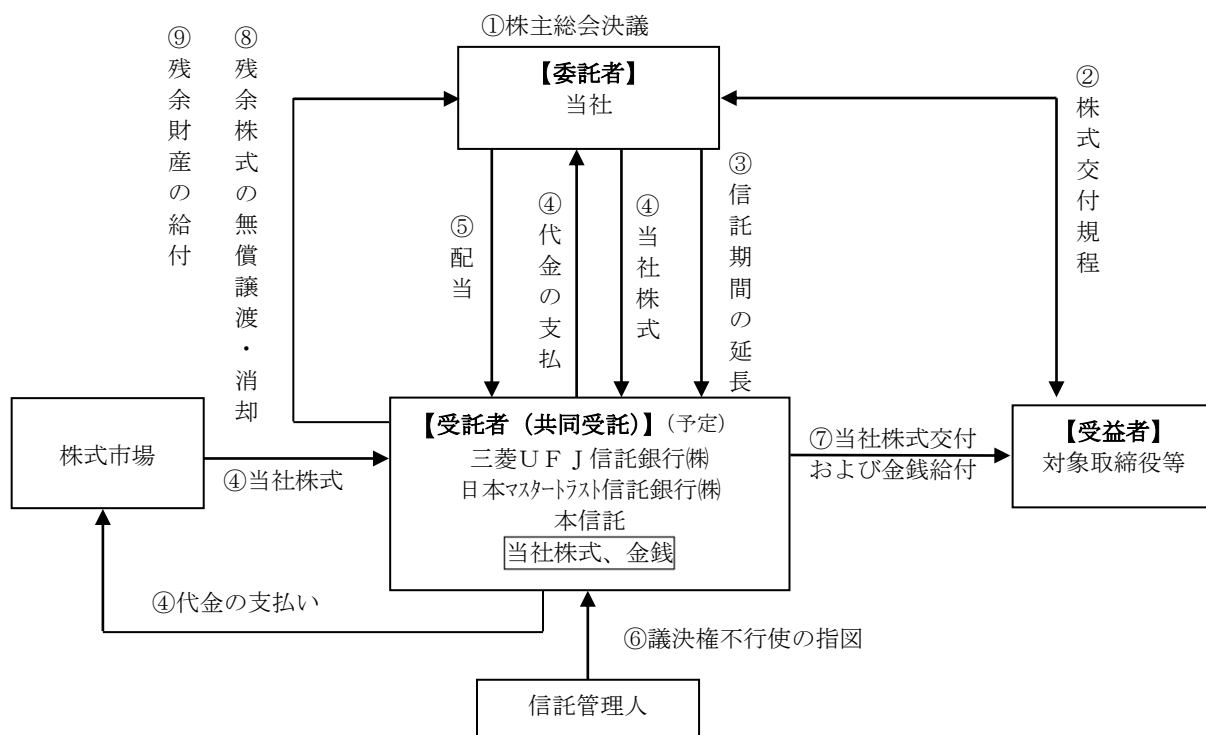 ①株主総会決議
【委託者】
当社
⑨残余財産の給付
⑧残余株式の無償譲渡・消却
⑤配当
④代金の支払
④当社株式
③信託期間の延長
②株式交付規程
株式市場
④当社株式
【受託者（共同受託）】（予定）
三菱ＵＦＪ信託銀行㈱
日本ﾏｽﾀｰﾄﾗｽﾄ信託銀行㈱
本信託
当社株式、金銭
⑦当社株式交付
および金銭給付
【受益者】
対象取締役等
④代金の支払い
⑥議決権不行使の指図
信託管理人